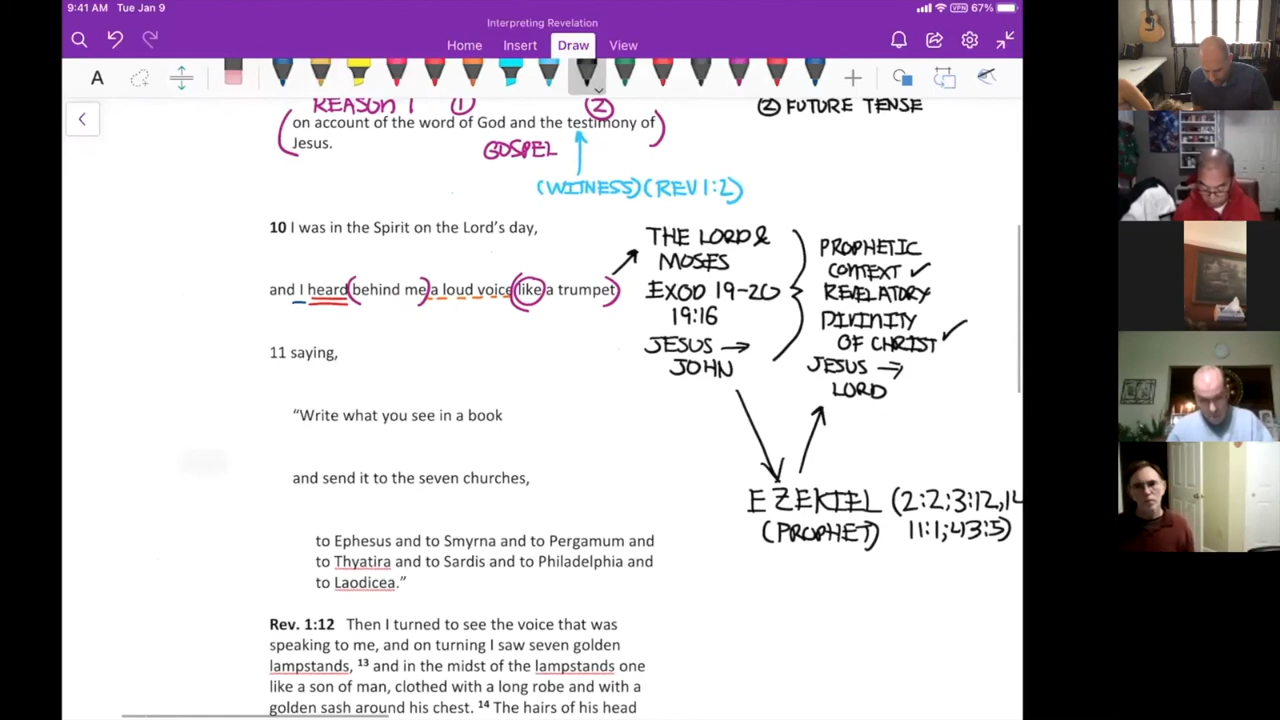 9:41 AM Tue Jan 9
VPN 67%
Interpreting Revelation
Home Insert Draw View
A
REASON 1 ① ②
on account of the word of God and the testimony of
Jesus.
GOSPEL
(WITNESS) (REV 1:2)
② FUTURE TENSE
10 I was in the Spirit on the Lord's day,
and I heard (behind me) a loud voice (like a trumpet)
11 saying,
"Write what you see in a book
and send it to the seven churches,
to Ephesus and to Smyrna and to Pergamum and
to Thyatira and to Sardis and to Philadelphia and
to Laodicea."
THE LORD &
MOSES
EXOD 19-20
19:16
JESUS →
JOHN
PROPHETIC
CONTEXT ✓
REVELATORY
DIVINITY
OF CHRIST ✓
JESUS →
LORD
EZEKIEL (2:2; 3:12, 14
(PROPHET) 11:1; 43:5)
Rev. 1:12 Then I turned to see the voice that was
speaking to me, and on turning I saw seven golden
lampstands, 13 and in the midst of the lampstands one
like a son of man, clothed with a long robe and with a
golden sash around his chest. 14 The hairs of his head